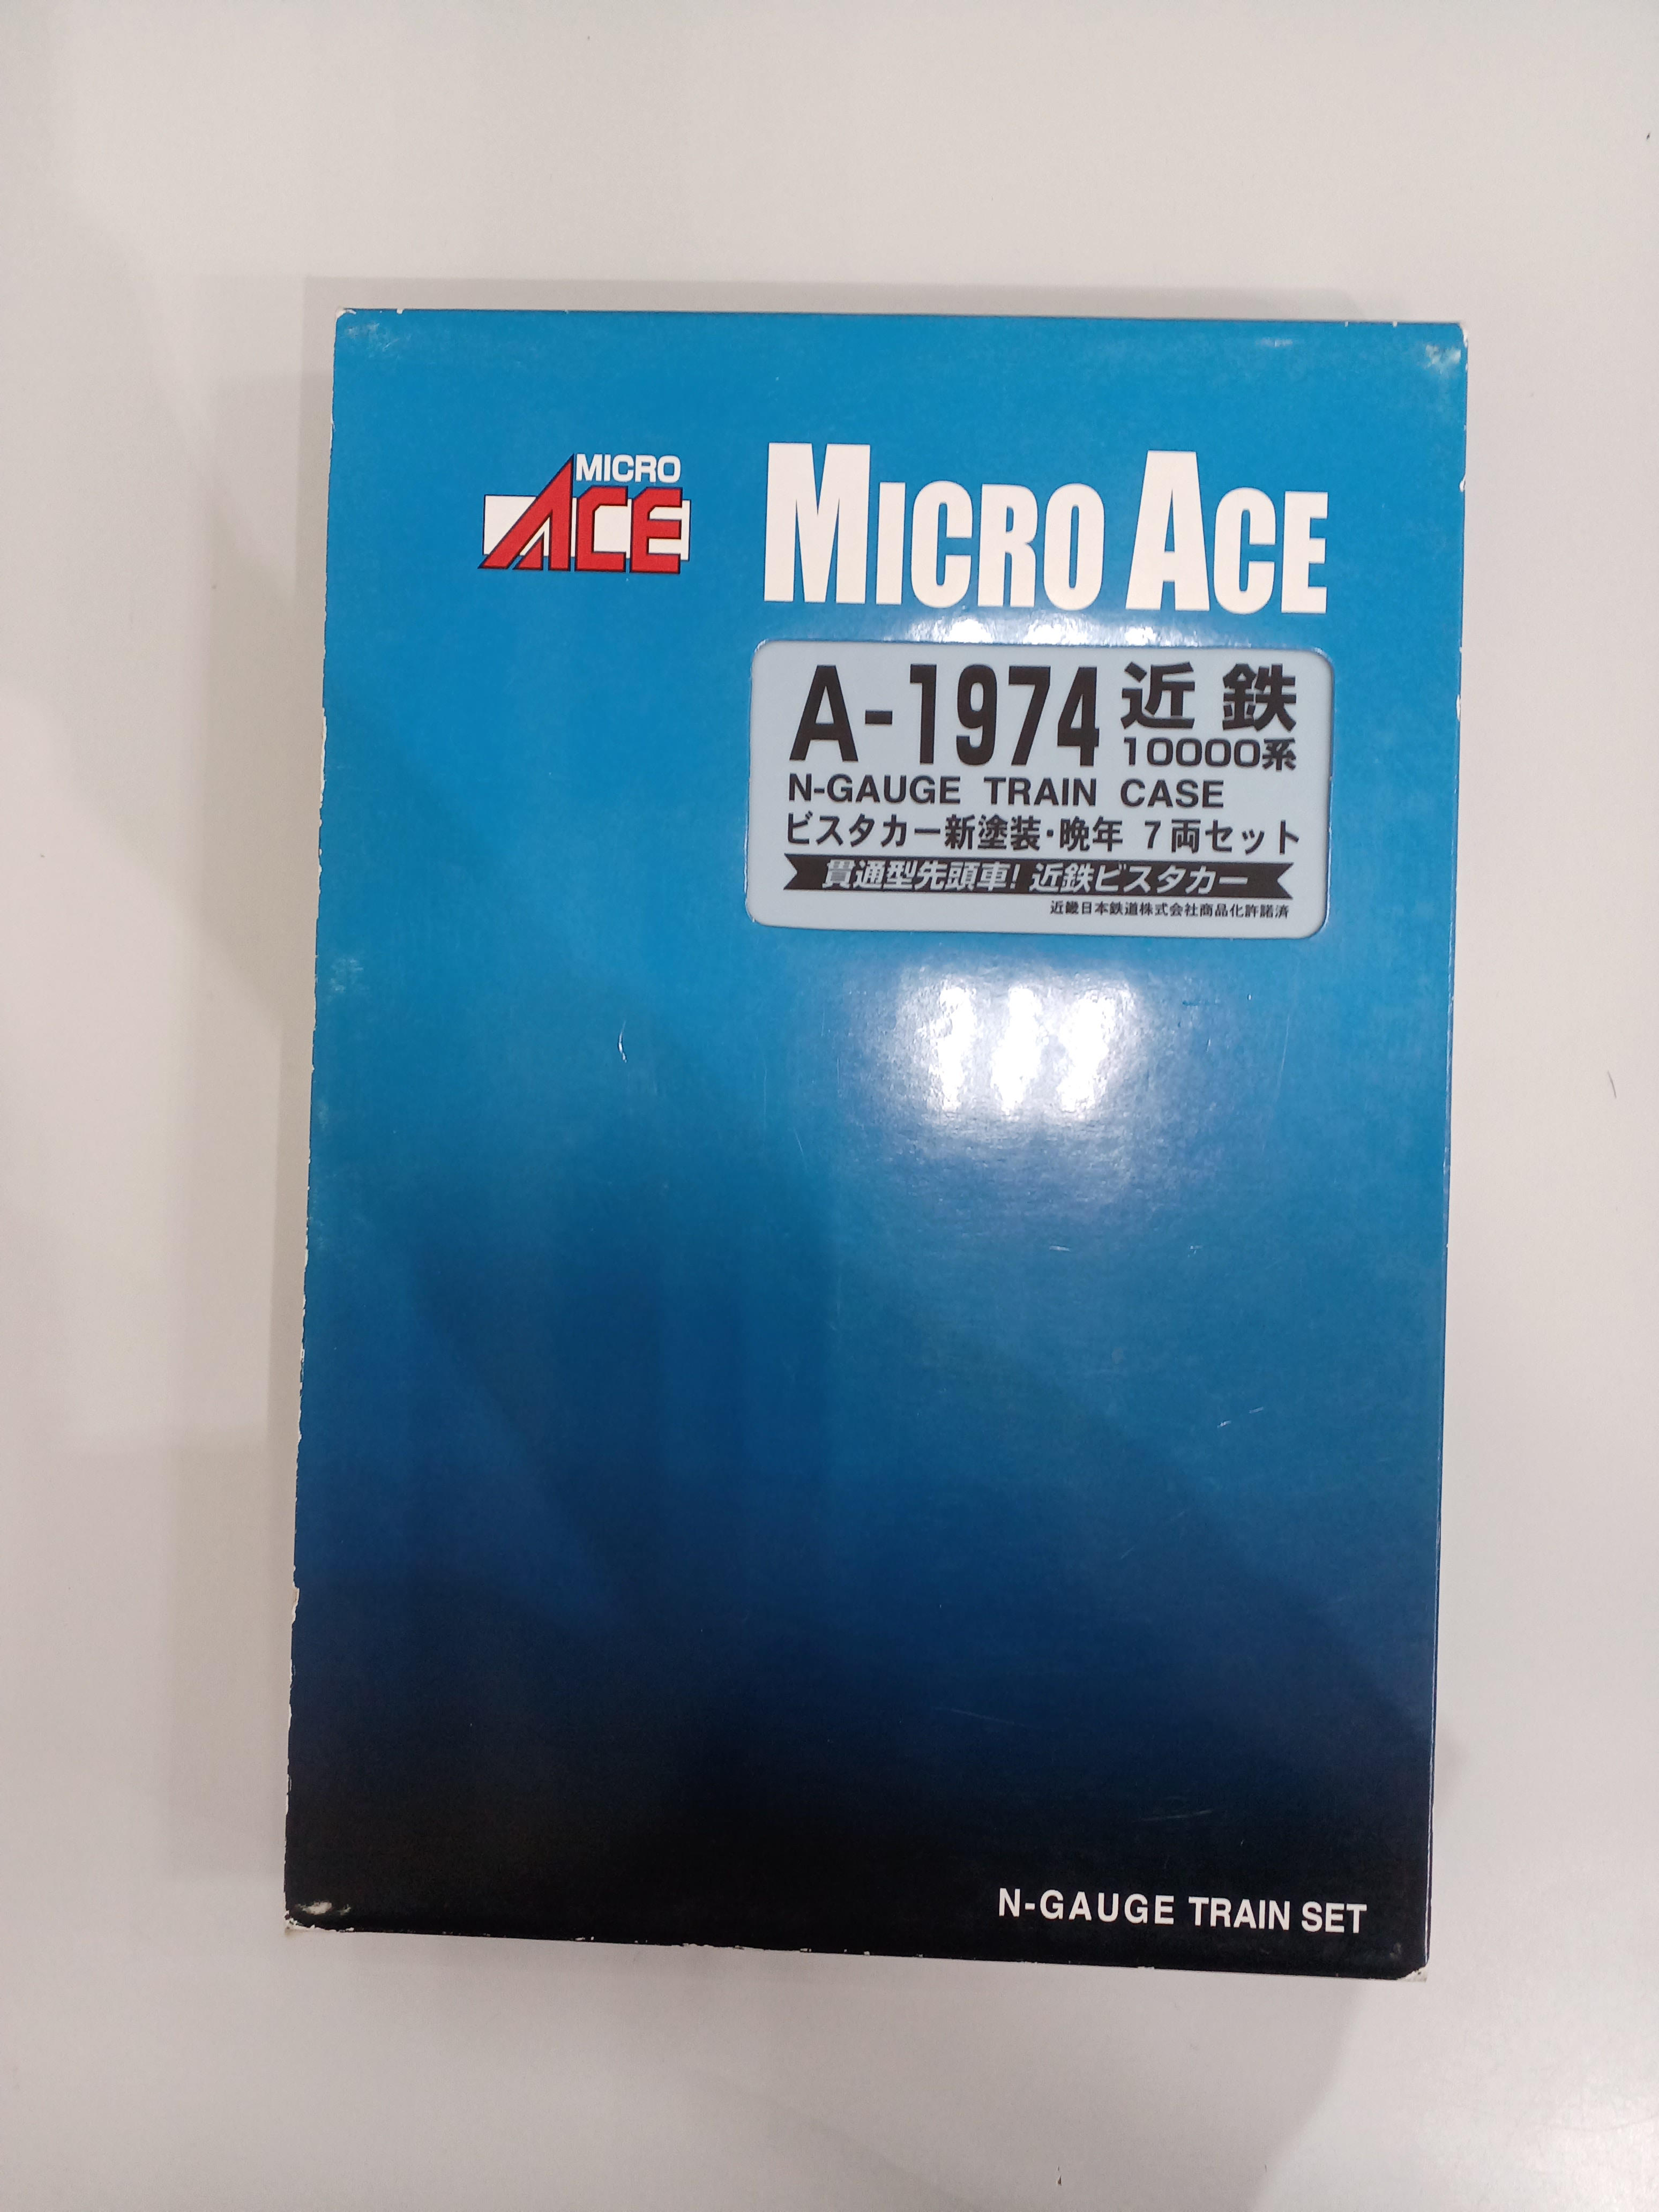 MICRO
ACE
MICRO ACE
A-1974 近鉄
10000系
N-GAUGE TRAIN CASE
ビスタカー新塗装・晩年 7両セット
貫通型先頭車! 近鉄ビスタカー
近畿日本鉄道株式会社商品化許諾済
N-GAUGE TRAIN SET